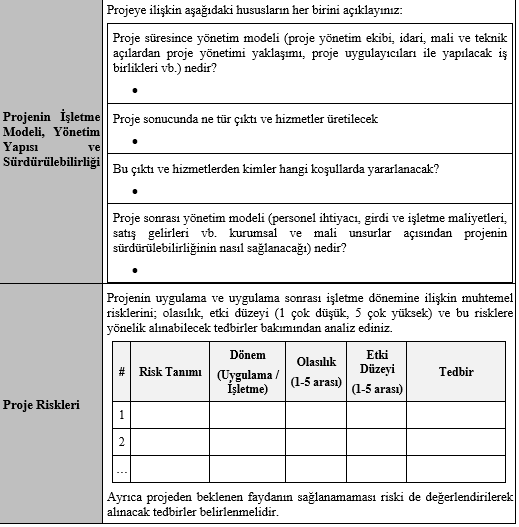 Projenin İşletme
Modeli, Yönetim
Yapısı ve
Sürdürülebilirliği
Projeye ilişkin aşağıdaki hususların her birini açıklayınız:
Proje süresince yönetim modeli (proje yönetim ekibi, idari, mali ve teknik
açılardan proje yönetimi yaklaşımı, proje uygulayıcıları ile yapılacak iş
birlikleri vb.) nedir?
•
Proje sonucunda ne tür çıktı ve hizmetler üretilecek
•
Bu çıktı ve hizmetlerden kimler hangi koşullarda yararlanacak?
•
Proje sonrası yönetim modeli (personel ihtiyacı, girdi ve işletme maliyetleri,
satış gelirleri vb. kurumsal ve mali unsurlar açısından projenin
sürdürülebilirliğinin nasıl sağlanacağı) nedir?
•
Proje Riskleri
Projenin uygulama ve uygulama sonrası işletme dönemine ilişkin muhtemel
risklerini; olasılık, etki düzeyi (1 çok düşük, 5 çok yüksek) ve bu risklere
yönelik alınabilecek tedbirler bakımından analiz ediniz.
# Risk Tanımı Dönem (Uygulama / İşletme) Olasılık (1-5 arası) Etki Düzeyi (1-5 arası) Tedbir
1
2
…
Ayrıca projeden beklenen faydanın sağlanamaması riski de değerlendirilerek
alınacak tedbirler belirlenmelidir.